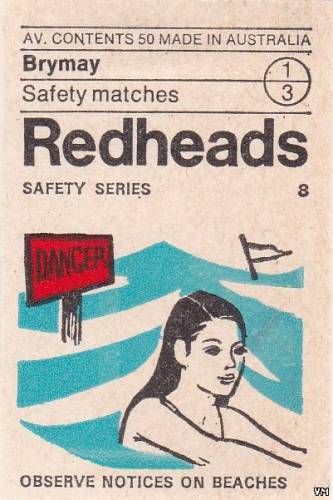 AV. CONTENTS 50 MADE IN AUSTRALIA
Brymay
1
3
Safety matches
Redheads
SAFETY SERIES 8
DANGER
OBSERVE NOTICES ON BEACHES
VM